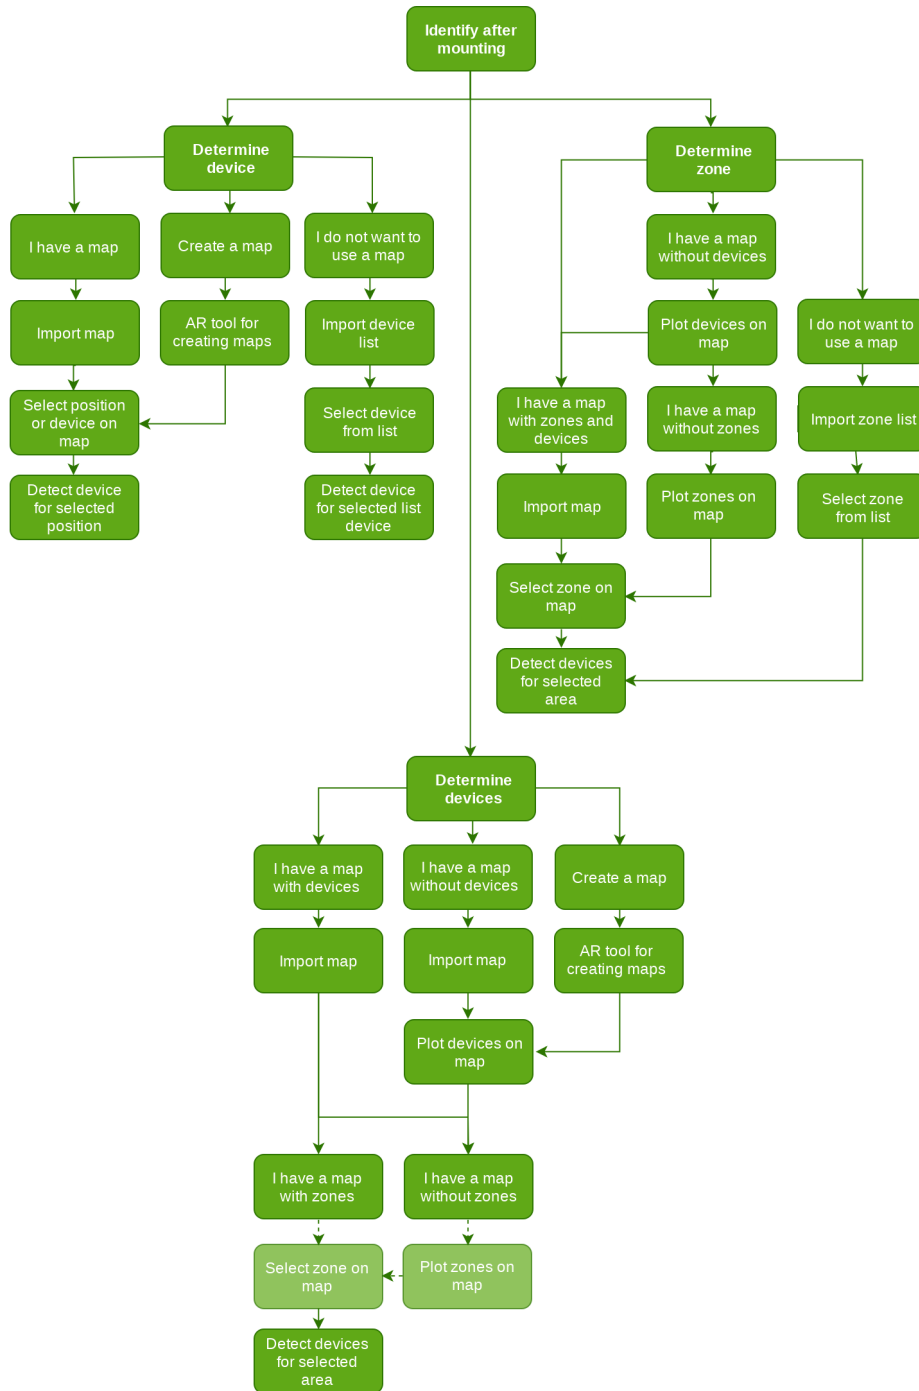 Identify after
mounting
Determine
device
I have a map
Create a map
I do not want to
use a map
Import map
AR tool for
creating maps
Import device
list
Select position
or device on
map
Select device
from list
Detect device
for selected
position
Detect device
for selected list
device
Determine
zone
I have a map
without devices
Plot devices on
map
I do not want to
use a map
I have a map
with zones and
devices
I have a map
without zones
Import zone list
Import map
Plot zones on
map
Select zone
from list
Select zone on
map
Detect devices
for selected
area
Determine
devices
I have a map
with devices
I have a map
without devices
Create a map
Import map
Import map
AR tool for
creating maps
Plot devices on
map
I have a map
with zones
I have a map
without zones
Select zone on
map
Plot zones on
map
Detect devices
for selected
area